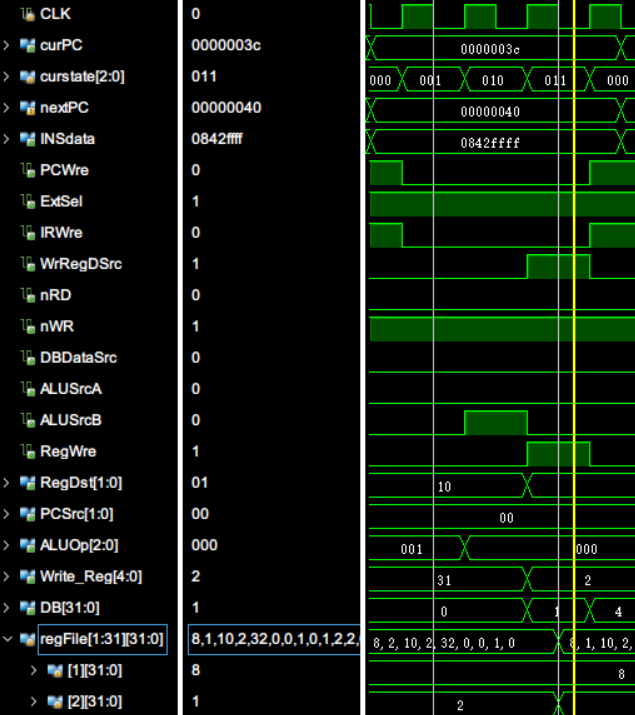 CLK 0
curPC 0000003c 0000003c
curstate[2:0] 011 000 001 010 011 000
nextPC 00000040 00000040
INSdata 0842ffff 0842ffff
PCWre 0
ExtSel 1
IRWre 0
WrRegDSrc 1
nRD 0
nWR 1
DBDataSrc 0
ALUSrcA 0
ALUSrcB 0
RegWre 1
RegDst[1:0] 01 10
PCSrc[1:0] 00 00
ALUOp[2:0] 000 001 000
Write_Reg[4:0] 2 31 2
DB[31:0] 1 0 1 4
regFile[1:31][31:0] 8,1,10,2,32,0,0,1,0,1,2,2, 8, 2, 10, 2, 32, 0, 0, 1, 0 8, 1, 10, 2,
[1][31:0] 8 8
[2][31:0] 1 2